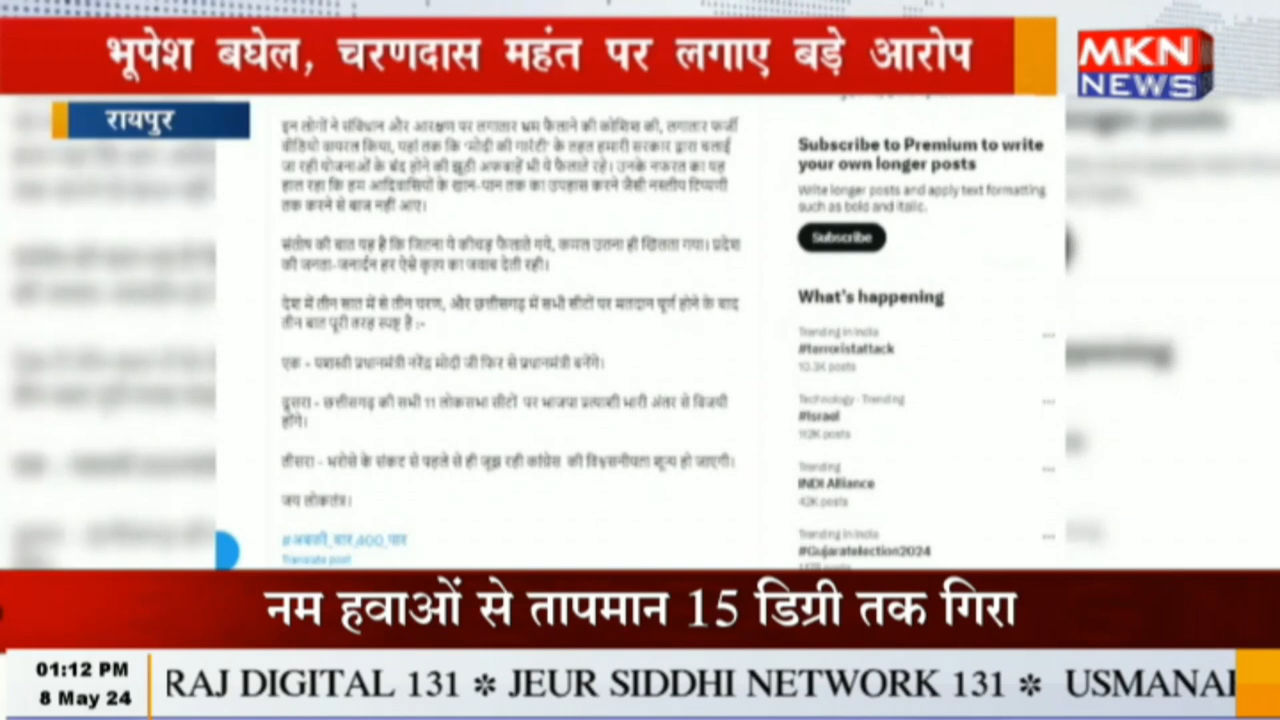 भूपेश बघेल, चरणदास महंत पर लगाए बड़े आरोप
MKN
NEWS
रायपुर
इन लोगों ने संविधान और आरक्षण पर लगातार भ्रम फैलाने की कोशिश की, लगातार फर्जी
वीडियो वायरल किया, यहां तक कि 'मोदी की गारंटी' के तहत हमारी सरकार द्वारा चलाई
जा रही योजनाओं के बंद होने की झूठी अफवाहें भी ये फैलाते रहे। उनके नफरत का यह
हाल रहा कि हम आदिवासियों के खान-पान तक का उपहास करने जैसी नस्लीय टिप्पणी
तक करने से बाज नहीं आए।
संतोष की बात यह है कि जितना ये कीचड़ फैलाते गये, कमल उतना ही खिलता गया। प्रदेश
की जनता-जनार्दन हर ऐसे कृत्य का जवाब देती रही।
देश में तीन सात में से तीन चरण, और छत्तीसगढ़ में सभी सीटों पर मतदान पूर्ण होने के बाद
तीन बात पूरी तरह स्पष्ट है :-
एक - यशस्वी प्रधानमंत्री नरेंद्र मोदी जी फिर से प्रधानमंत्री बनेंगे।
दूसरा - छत्तीसगढ़ की सभी 11 लोकसभा सीटों पर भाजपा प्रत्याशी भारी अंतर से विजयी
होंगे।
तीसरा - भरोसे के संकट से पहले से ही जूझ रही कांग्रेस की विश्वसनीयता शून्य हो जाएगी।
जय लोकतंत्र।
#अबकी_बार_400_पार
Translate post
Subscribe to Premium to write
your own longer posts
Write longer posts and apply text formatting
such as bold and italic.
Subscribe
What's happening
Trending in India
#terroristattack
10.3K posts
Technology · Trending
#Israel
112K posts
Trending
INDI Alliance
42K posts
Trending in India
#Gujaratelection2024
नम हवाओं से तापमान 15 डिग्री तक गिरा
01:12 PM
8 May 24
RAJ DIGITAL 131 * JEUR SIDDHI NETWORK 131 * USMANAI